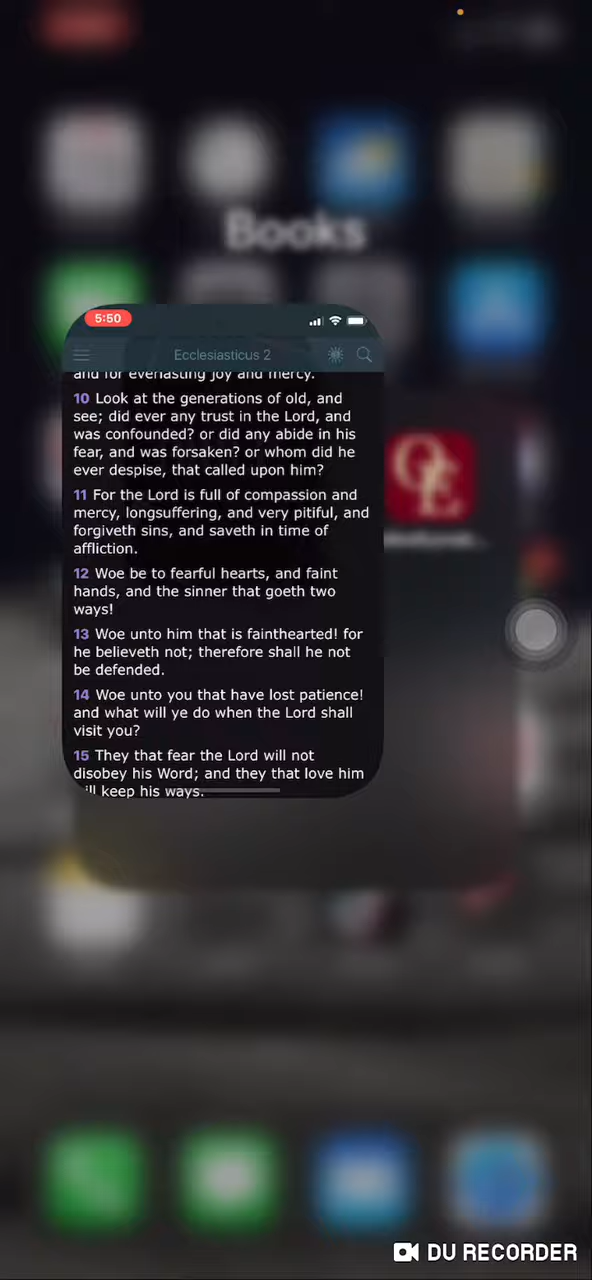 Books
5:50
Ecclesiasticus 2
and for everlasting joy and mercy.
10 Look at the generations of old, and
see; did ever any trust in the Lord, and
was confounded? or did any abide in his
fear, and was forsaken? or whom did he
ever despise, that called upon him?
11 For the Lord is full of compassion and
mercy, longsuffering, and very pitiful, and
forgiveth sins, and saveth in time of
affliction.
12 Woe be to fearful hearts, and faint
hands, and the sinner that goeth two
ways!
13 Woe unto him that is fainthearted! for
he believeth not; therefore shall he not
be defended.
14 Woe unto you that have lost patience!
and what will ye do when the Lord shall
visit you?
15 They that fear the Lord will not
disobey his Word; and they that love him
will keep his ways.
DU RECORDER